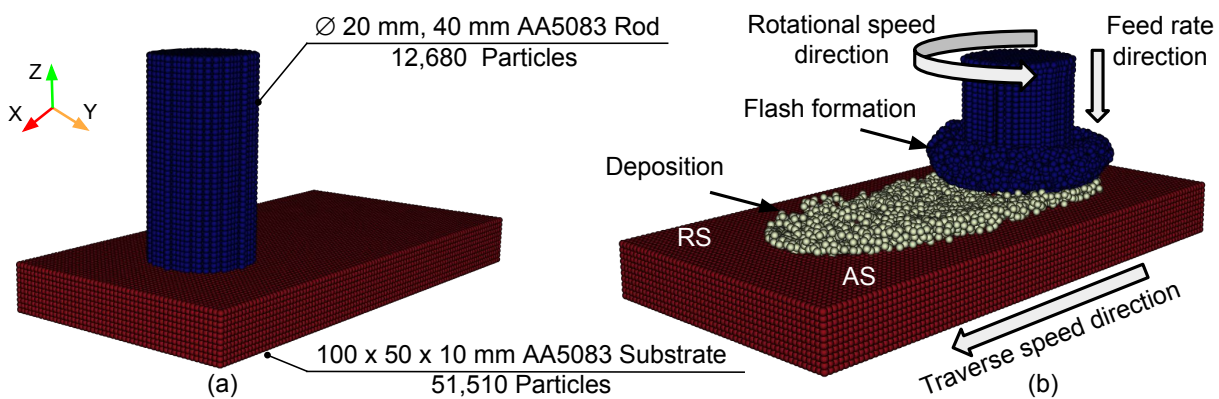 ∅ 20 mm, 40 mm AA5083 Rod
12,680 Particles
Z
X
Y
100 x 50 x 10 mm AA5083 Substrate
51,510 Particles
(a)
Rotational speed
direction
Feed rate
direction
Flash formation
Deposition
RS
AS
Traverse speed direction
(b)